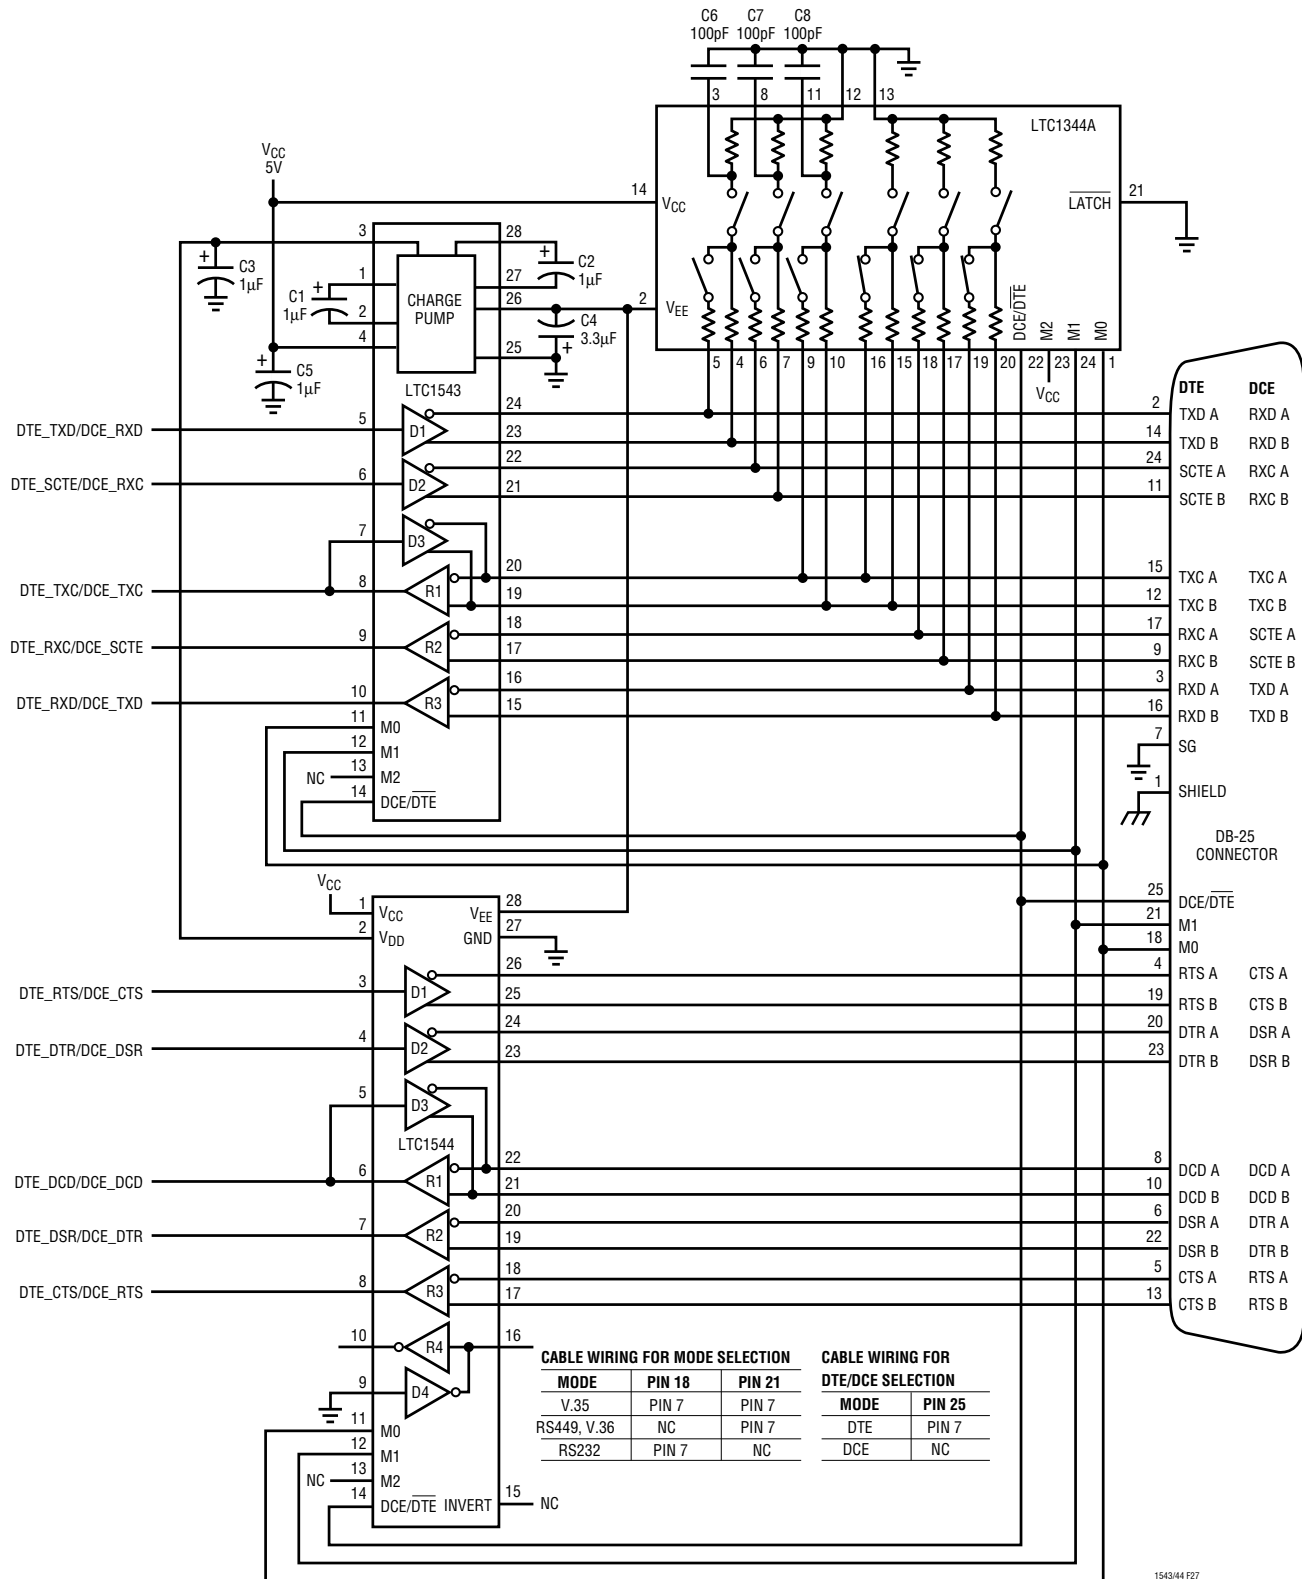 C6 C7 C8
100pF 100pF 100pF
3 8 11 12 13
LTC1344A
VCC
5V
14 VCC
LATCH 21
3 28
+ C3
1µF
1 + C1
1µF
2
4
CHARGE
PUMP
+ C2
1µF
27
26
C4
3.3µF
+
25
2 VEE
DCE/DTE M2 M1 M0
+ C5
1µF
LTC1543
5 4 6 7 9 10 16 15 18 17 19 20 22 23 24 1
VCC
DTE DCE
DTE_TXD/DCE_RXD 5 D1 24 2 TXD A RXD A
23 14 TXD B RXD B
DTE_SCTE/DCE_RXC 6 D2 22 24 SCTE A RXC A
21 11 SCTE B RXC B
7 D3
DTE_TXC/DCE_TXC 8 R1 20 15 TXC A TXC A
19 12 TXC B TXC B
DTE_RXC/DCE_SCTE 9 R2 18 17 RXC A SCTE A
17 9 RXC B SCTE B
DTE_RXD/DCE_TXD 10 R3 16 3 RXD A TXD A
15 16 RXD B TXD B
11 M0
12 M1
NC 13 M2
14 DCE/DTE
7 SG
1 SHIELD
DB-25
CONNECTOR
VCC
1 VCC VEE 28
2 VDD GND 27
25 DCE/DTE
21 M1
18 M0
DTE_RTS/DCE_CTS 3 D1 26 4 RTS A CTS A
25 19 RTS B CTS B
DTE_DTR/DCE_DSR 4 D2 24 20 DTR A DSR A
23 23 DTR B DSR B
5 D3
LTC1544
DTE_DCD/DCE_DCD 6 R1 22 8 DCD A DCD A
21 10 DCD B DCD B
DTE_DSR/DCE_DTR 7 R2 20 6 DSR A DTR A
19 22 DSR B DTR B
DTE_CTS/DCE_RTS 8 R3 18 5 CTS A RTS A
17 13 CTS B RTS B
10 R4 16
9 D4
11 M0
12 M1
NC 13 M2
14 DCE/DTE INVERT 15 NC
CABLE WIRING FOR MODE SELECTION
MODE PIN 18 PIN 21
V.35 PIN 7 PIN 7
RS449, V.36 NC PIN 7
RS232 PIN 7 NC
CABLE WIRING FOR
DTE/DCE SELECTION
MODE PIN 25
DTE PIN 7
DCE NC
1543/44 F27